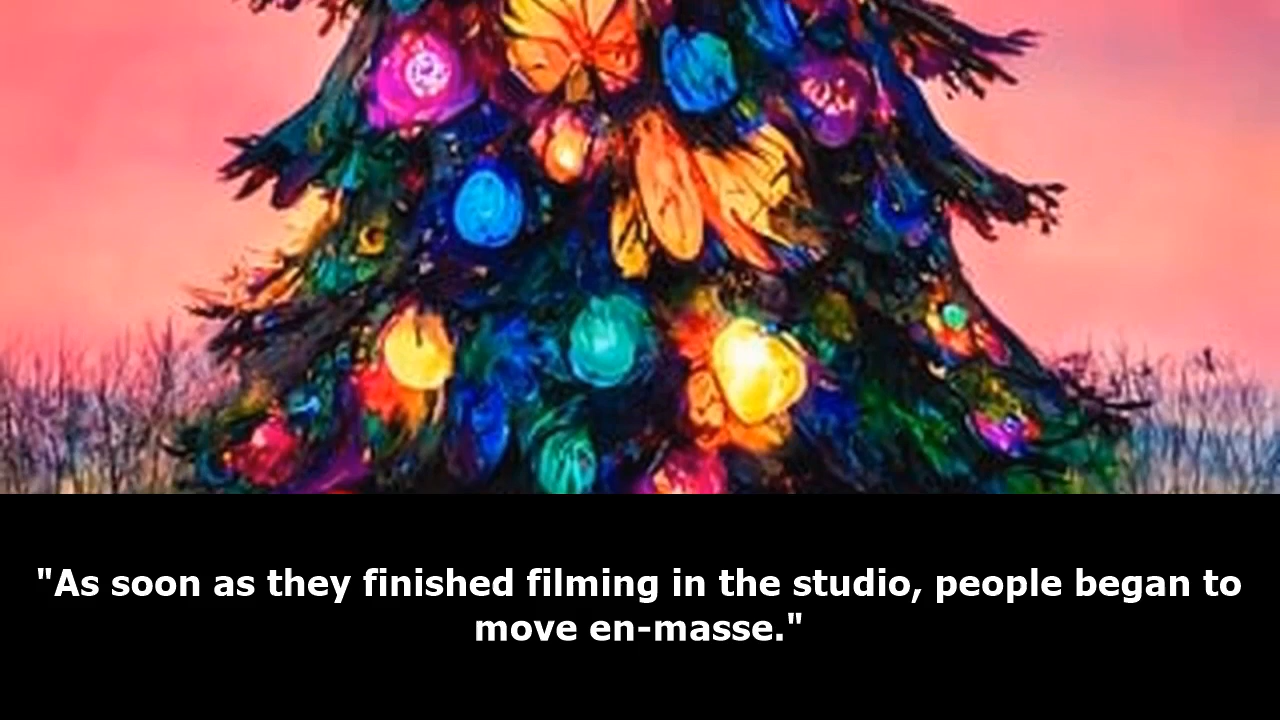 "As soon as they finished filming in the studio, people began to
move en-masse."